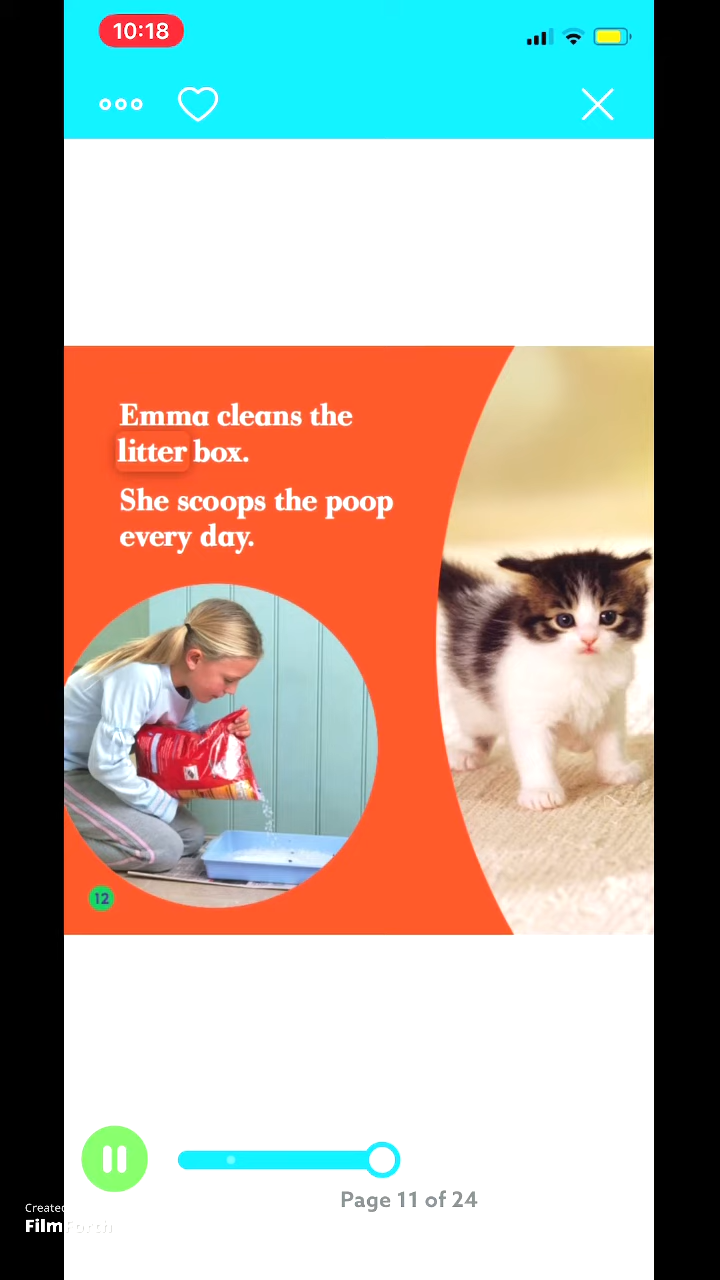 10:18
Emma cleans the
litter box.
She scoops the poop
every day.
12
Page 11 of 24
Created
FilmForth